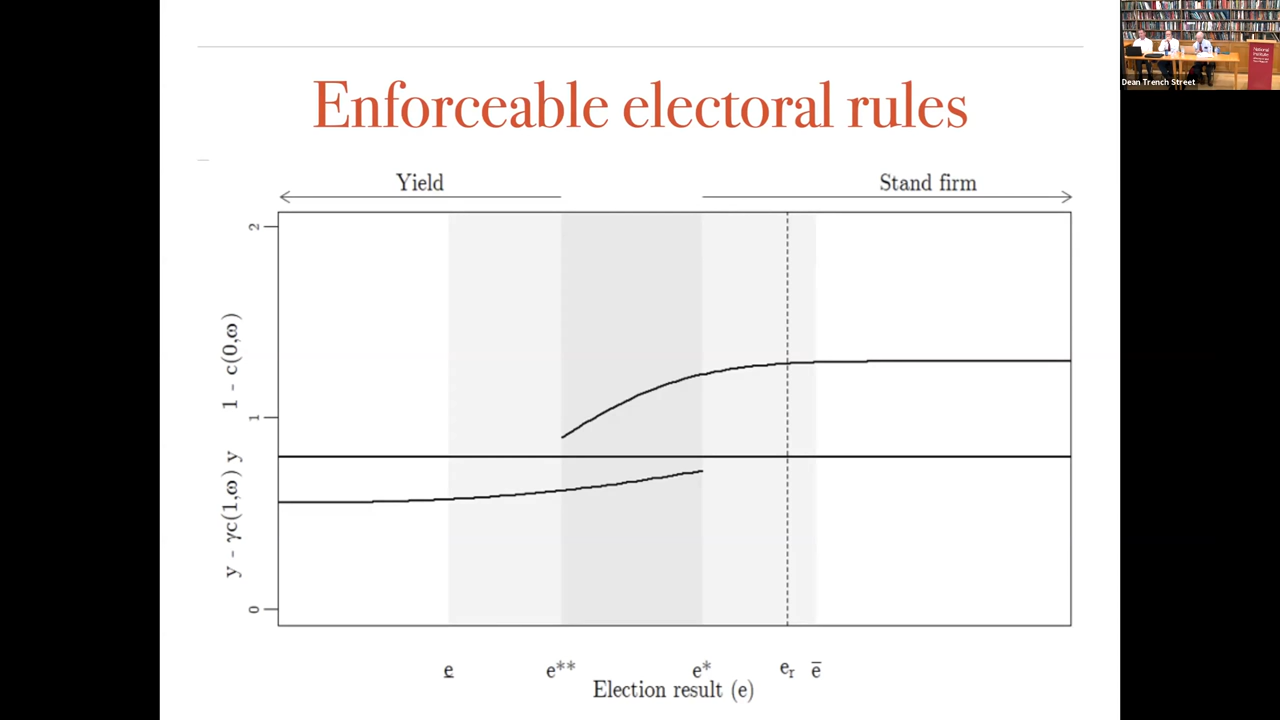 Enforceable electoral rules
Dean Trench Street
Yield
Stand firm
2
1
0
y - γc(1,ω) y 1 - c(0,ω)
e e** e* er e̅
Election result (e)